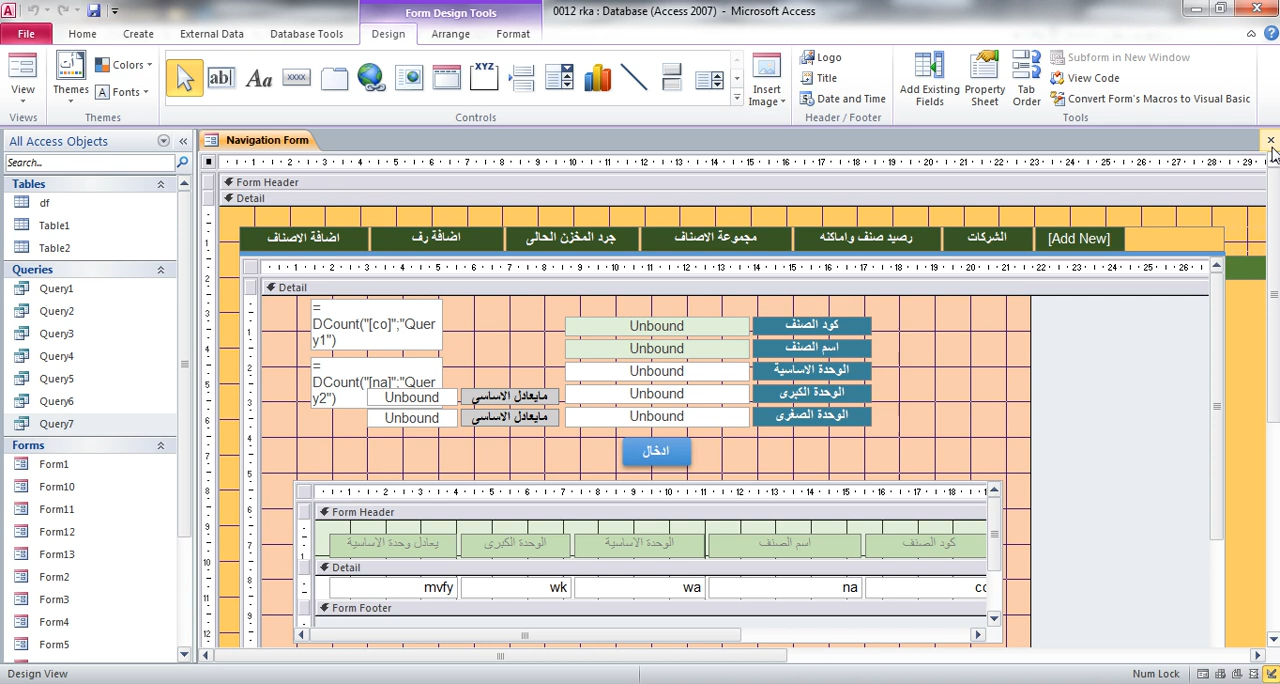 Form Design Tools
0012 rka : Database (Access 2007) - Microsoft Access
File Home Create External Data Database Tools Design Arrange Format
View
Views
Themes
Colors
Fonts
Themes
ab|
Aa
xxxx
XYZ
Controls
Insert Image
Logo
Title
Date and Time
Header / Footer
Add Existing Fields
Property Sheet
Tab Order
Subform in New Window
View Code
Convert Form's Macros to Visual Basic
Tools
All Access Objects
Search...
Tables
df
Table1
Table2
Queries
Query1
Query2
Query3
Query4
Query5
Query6
Query7
Forms
Form1
Form10
Form11
Form12
Form13
Form2
Form3
Form4
Form5
Navigation Form
Form Header
Detail
اضافة الاصناف
اضافة رف
جرد المخزن الحالى
مجموعة الاصناف
رصيد صنف واماكنه
الشركات
[Add New]
Detail
=
DCount("[co]";"Quer
y1")
=
DCount("[na]";"Quer
y2")
Unbound كود الصنف
Unbound اسم الصنف
Unbound الوحدة الاساسية
Unbound مايعادل الاساسى Unbound الوحدة الكبرى
Unbound مايعادل الاساسى Unbound الوحدة الصغرى
ادخال
Form Header
يعادل وحدة الاساسية
الوحدة الكبرى
الوحدة الاساسية
اسم الصنف
كود الصنف
Detail
mvfy wk wa na co
Form Footer
Design View
Num Lock